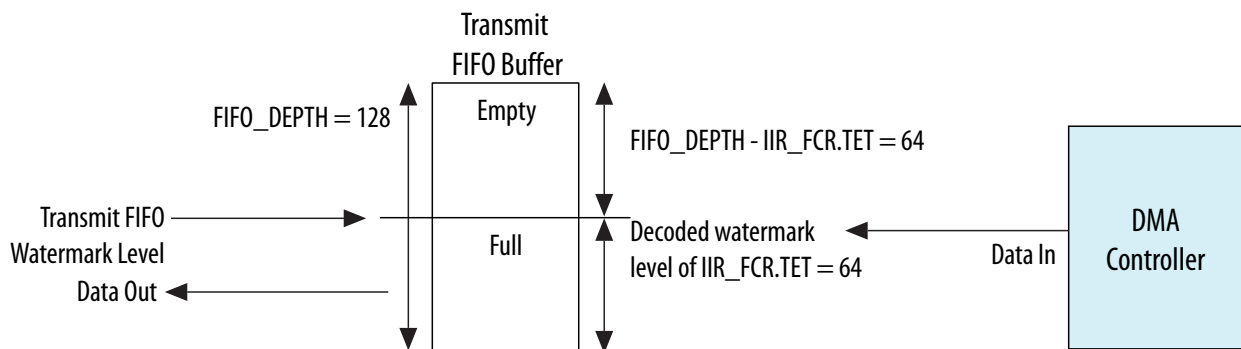 Transmit
FIFO Buffer
FIFO_DEPTH = 128
Empty
FIFO_DEPTH - IIR_FCR.TET = 64
Transmit FIFO
Watermark Level
Full
Decoded watermark
level of IIR_FCR.TET = 64
Data Out
Data In
DMA
Controller